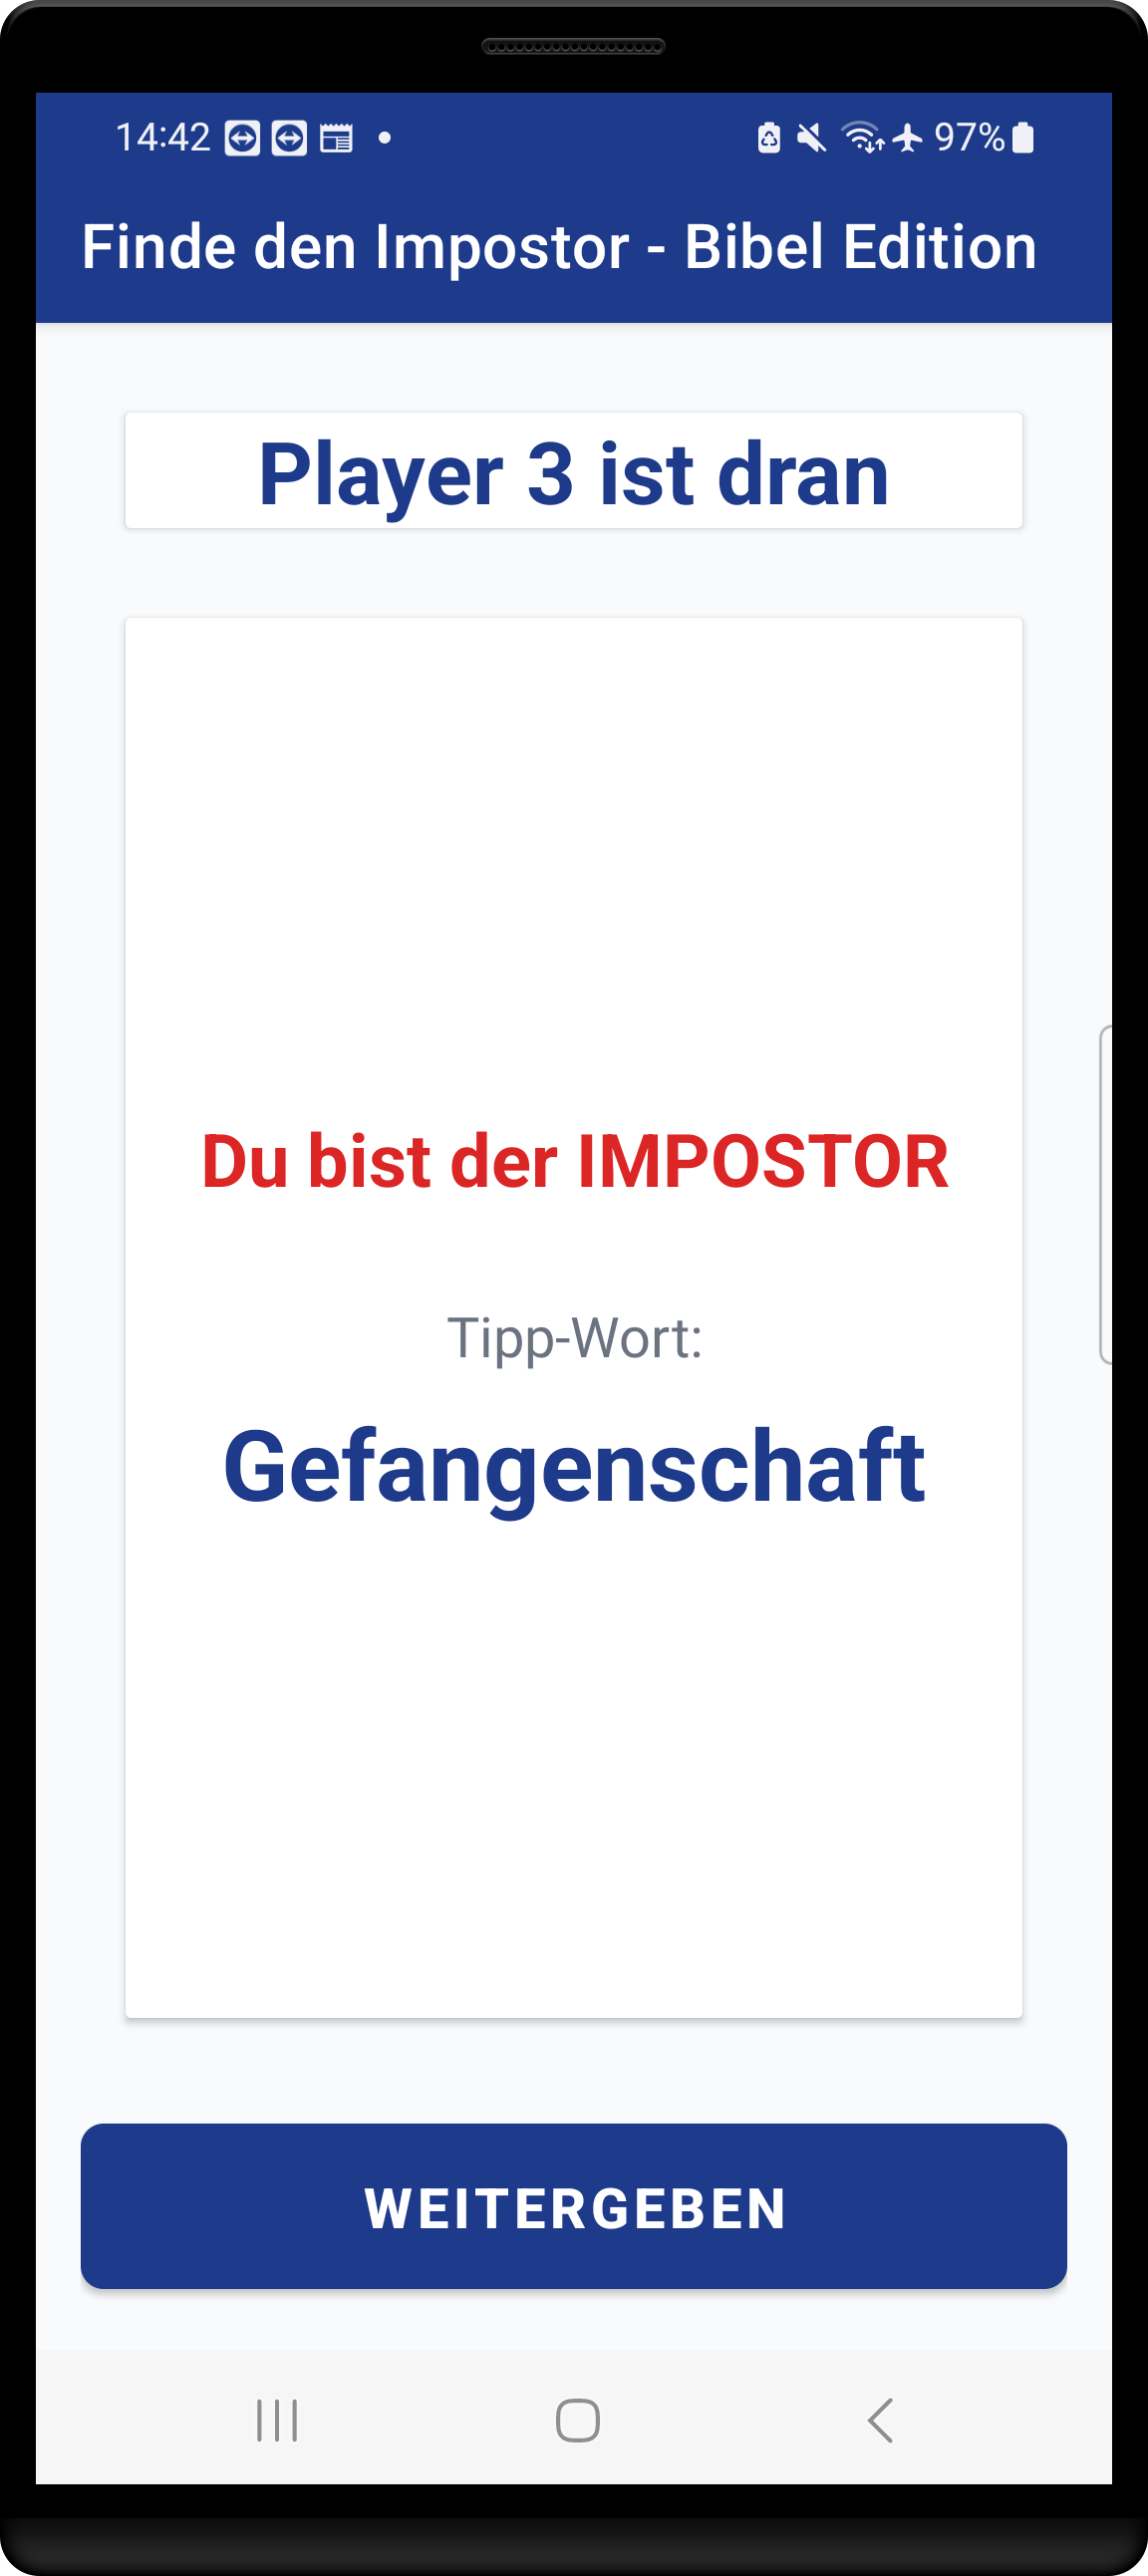 14:42 97%
Finde den Impostor - Bibel Edition
Player 3 ist dran
Du bist der IMPOSTOR
Tipp-Wort:
Gefangenschaft
WEITERGEBEN